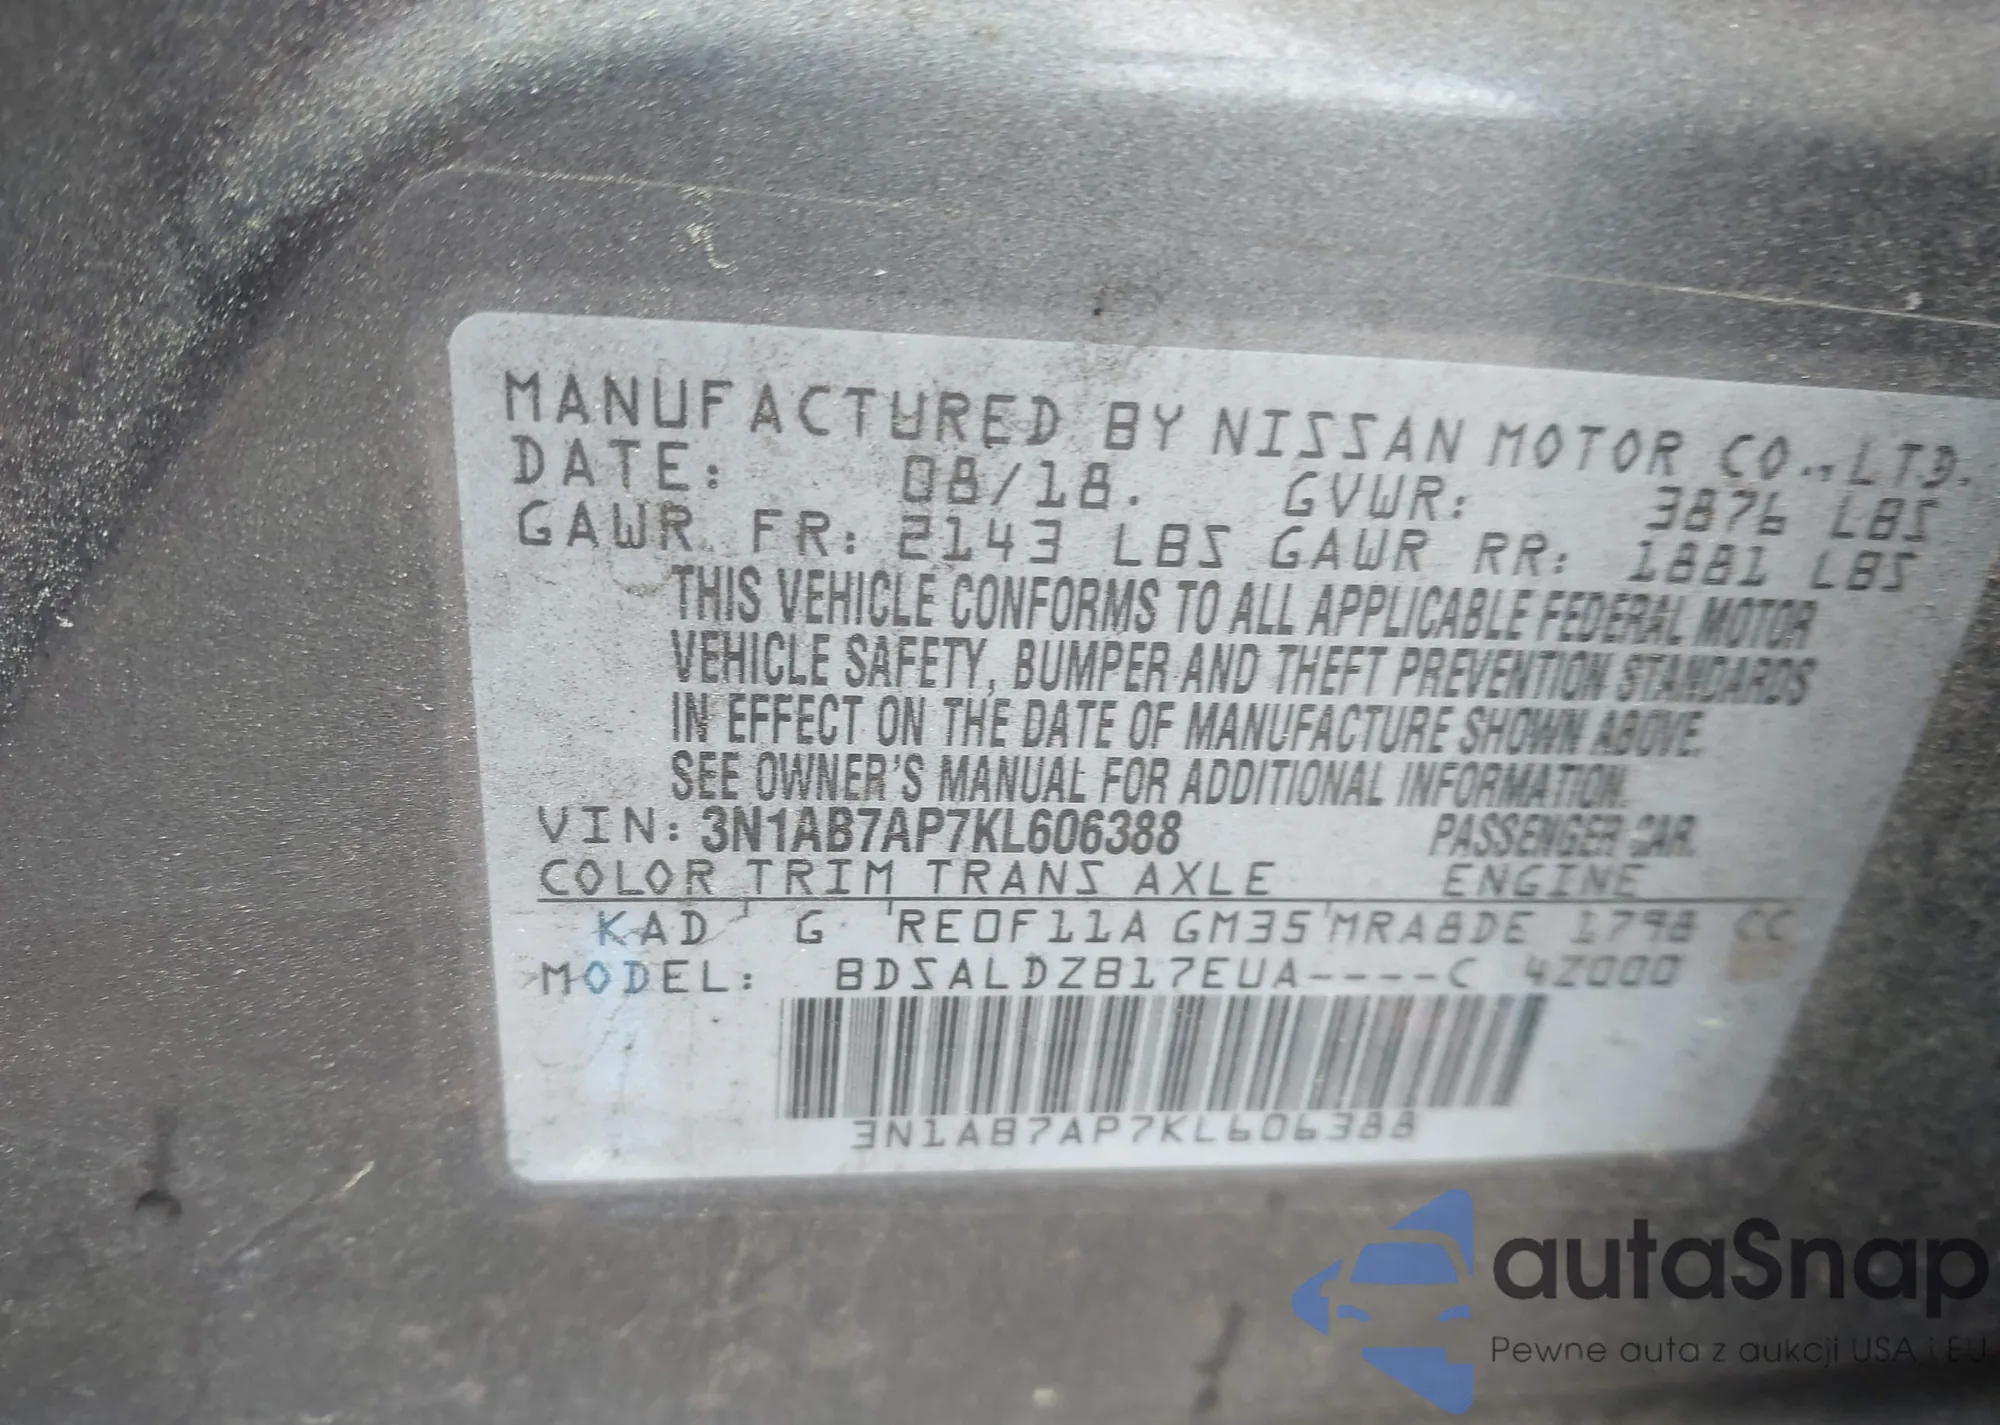 MANUFACTURED BY NISSAN MOTOR CO., LTD.
DATE: 08/18. GVWR: 3876 LBS
GAWR FR: 2143 LBS GAWR RR: 1881 LBS
THIS VEHICLE CONFORMS TO ALL APPLICABLE FEDERAL MOTOR
VEHICLE SAFETY, BUMPER AND THEFT PREVENTION STANDARDS
IN EFFECT ON THE DATE OF MANUFACTURE SHOWN ABOVE.
SEE OWNER'S MANUAL FOR ADDITIONAL INFORMATION.
VIN: 3N1AB7AP7KL606388 PASSENGER CAR.
COLOR TRIM TRANS AXLE ENGINE
KAD G RE0F11A GM35 MRA8DE 1798 CC
MODEL: BDSALDZB17EUA----C 4Z000
3N1AB7AP7KL606388
autaSnap
Pewne auta z aukcji USA i EU